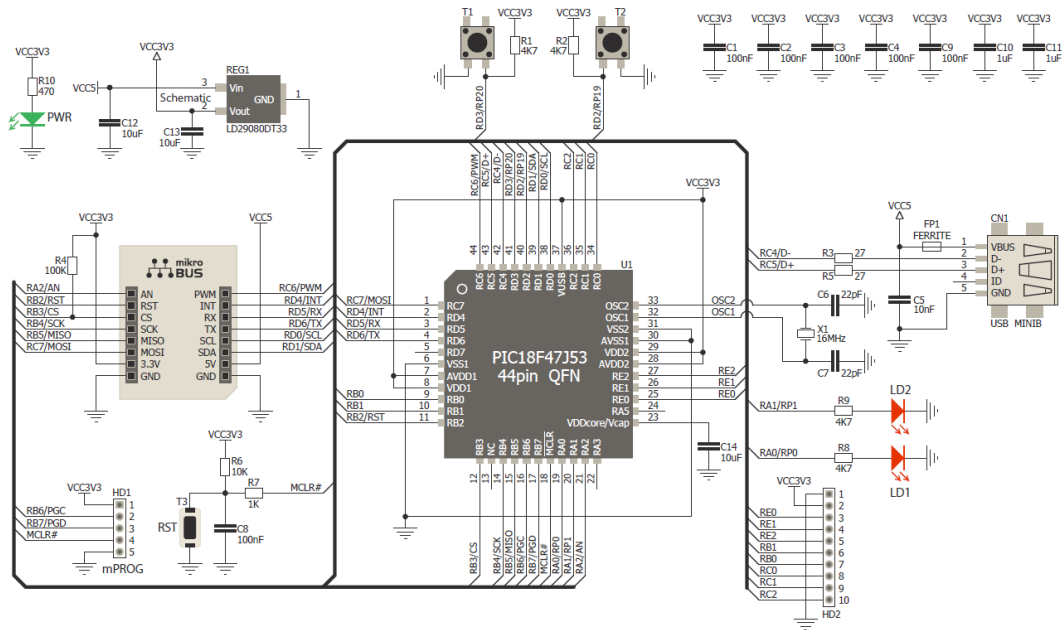 T1
VCC3V3
R1
4K7
VCC3V3
R2
4K7
T2
RD3/RP20
RD2/RP19
VCC3V3 VCC3V3 VCC3V3 VCC3V3 VCC3V3 VCC3V3 VCC3V3
C1 C2 C3 C4 C9 C10 C11
100nF 100nF 100nF 100nF 100nF 1uF 1uF
VCC3V3
R10
470
PWR
VCC3V3
VCC5
Schematic
REG1
3 Vin
GND 1
2 Vout
LD29080DT33
C12
10uF
C13
10uF
VCC3V3
R4
100K
VCC5
mikro
BUS
RA2/AN
RB2/RST
RB3/CS
RB4/SCK
RB5/MISO
RC7/MOSI
AN PWM
RST INT
CS RX
SCK TX
MISO SCL
MOSI SDA
3.3V 5V
GND GND
RC6/PWM
RD4/INT
RD5/RX
RD6/TX
RD0/SCL
RD1/SDA
RC6/PWM
RC5/D+
RC4/D-
RD3/RP20
RD2/RP19
RD1/SDA
RD0/SCL
RC2
RC1
RC0
VCC3V3
44 43 42 41 40 39 38 37 36 35 34
RC6 RC5 RC4 RD3 RD2 RD1 RD0 VUSB RC2 RC1 RC0
U1
RC7/MOSI 1 RC7
RD4/INT 2 RD4
RD5/RX 3 RD5
RD6/TX 4 RD6
5 RD7
6 VSS1
7 AVDD1
8 VDD1
RB0 9 RB0
RB1 10 RB1
RB2/RST 11 RB2
PIC18F47J53
44pin QFN
OSC2 33 OSC2
OSC1 32 OSC1
VSS2 31
AVSS1 30
VDD2 29
AVDD2 28
RE2 27 RE2
RE1 26 RE1
RE0 25 RE0
RA5 24
VDDcore/Vcap 23
RB3 NC RB4 RB5 RB6 RB7 MCLR RA0 RA1 RA2 RA3
12 13 14 15 16 17 18 19 20 21 22
RB3/CS
RB4/SCK
RB5/MISO
RB6/PGC
RB7/PGD
MCLR#
RA0/RP0
RA1/RP1
RA2/AN
C14
10uF
C6 22pF
X1
16MHz
C7 22pF
RC4/D- R3 27
RC5/D+ R5 27
VCC5
FP1
FERRITE
C5
10nF
CN1
1 VBUS
2 D-
3 D+
4 ID
5 GND
USB MINIB
RA1/RP1 R9
4K7
LD2
RA0/RP0 R8
4K7
LD1
VCC3V3
1
2
RE0 3
RE1 4
RE2 5
RB1 6
RB0 7
RC0 8
RC1 9
RC2 10
HD2
VCC3V3
R6
10K
R7
1K
MCLR#
T3
RST
C8
100nF
VCC3V3
HD1
1
RB6/PGC 2
RB7/PGD 3
MCLR# 4
5
mPROG